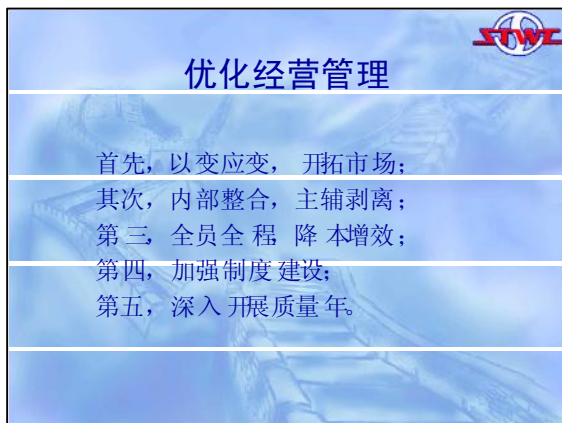 STWC
优化经营管理
首先，以变应变，开拓市场；
其次，内部整合，主辅剥离；
第三，全员全程，降本增效；
第四，加强制度建设；
第五，深入开展质量年。